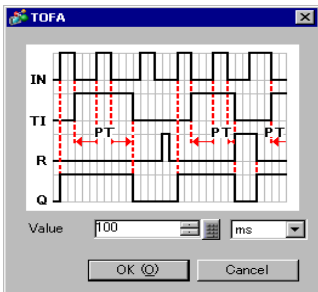 TOFA
IN
TI
PT PT PT
R
Q
Value 100 ms
OK (O) Cancel